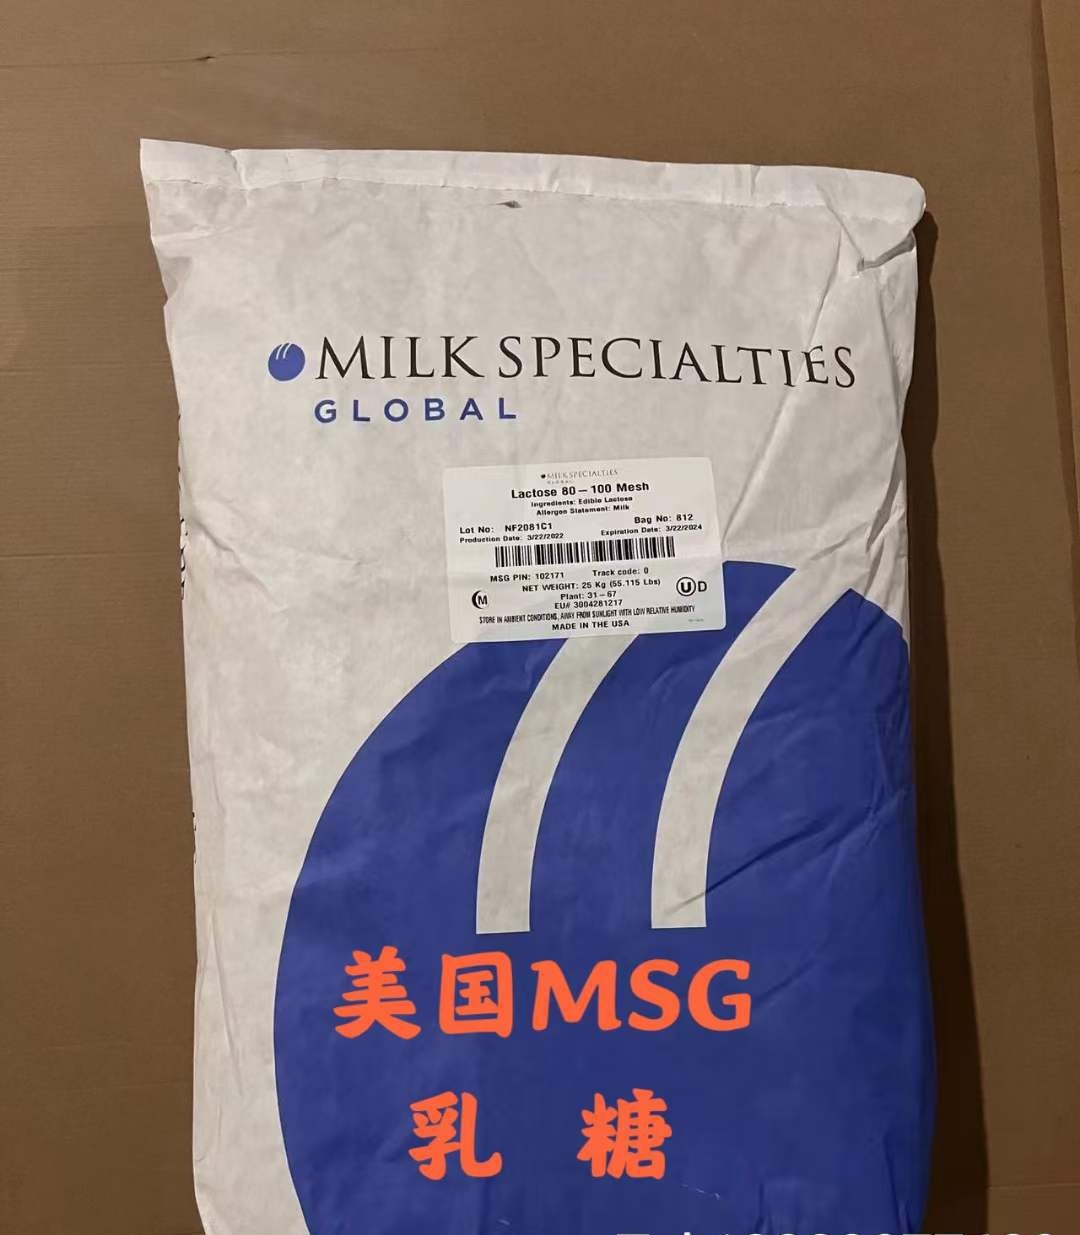 MILK SPECIALTIES
GLOBAL
MILK SPECIALTIES
GLOBAL
Lactose 80 – 100 Mesh
Ingredients: Edible Lactose
Allergen Statement: Milk
Lot No: NF2081C1 Bag No: 812
Production Date: 3/22/2022 Expiration Date: 3/22/2024
MSG PIN: 102171 Track code: 0
NET WEIGHT: 25 Kg (55.115 Lbs)
M Plant: 31 – 67 U D
EU# 3004281217
STORE IN AMBIENT CONDITIONS, AWAY FROM SUNLIGHT WITH LOW RELATIVE HUMIDITY
MADE IN THE USA
美国MSG
乳 糖